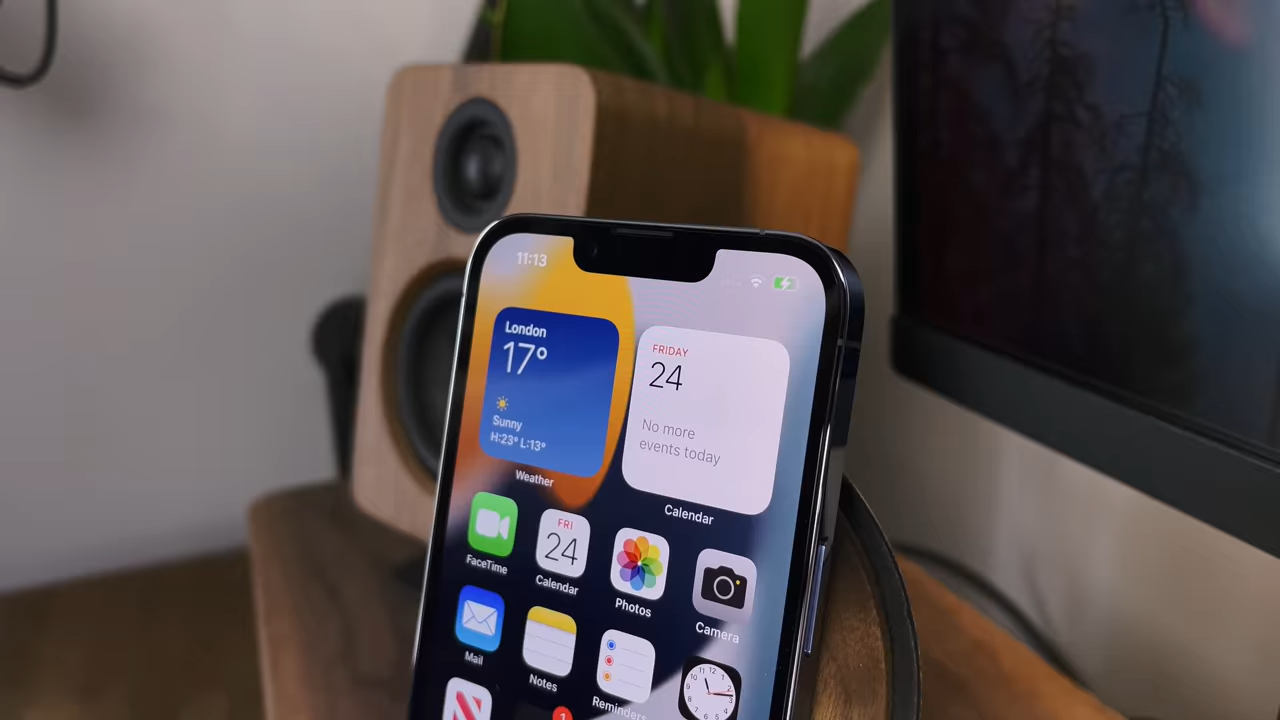 11:13
London
17°
Sunny
H:23° L:13°
Weather
FRIDAY
24
No more
events today
Calendar
FaceTime
FRI
24
Calendar
Photos
Camera
Mail
Notes
Reminders
1